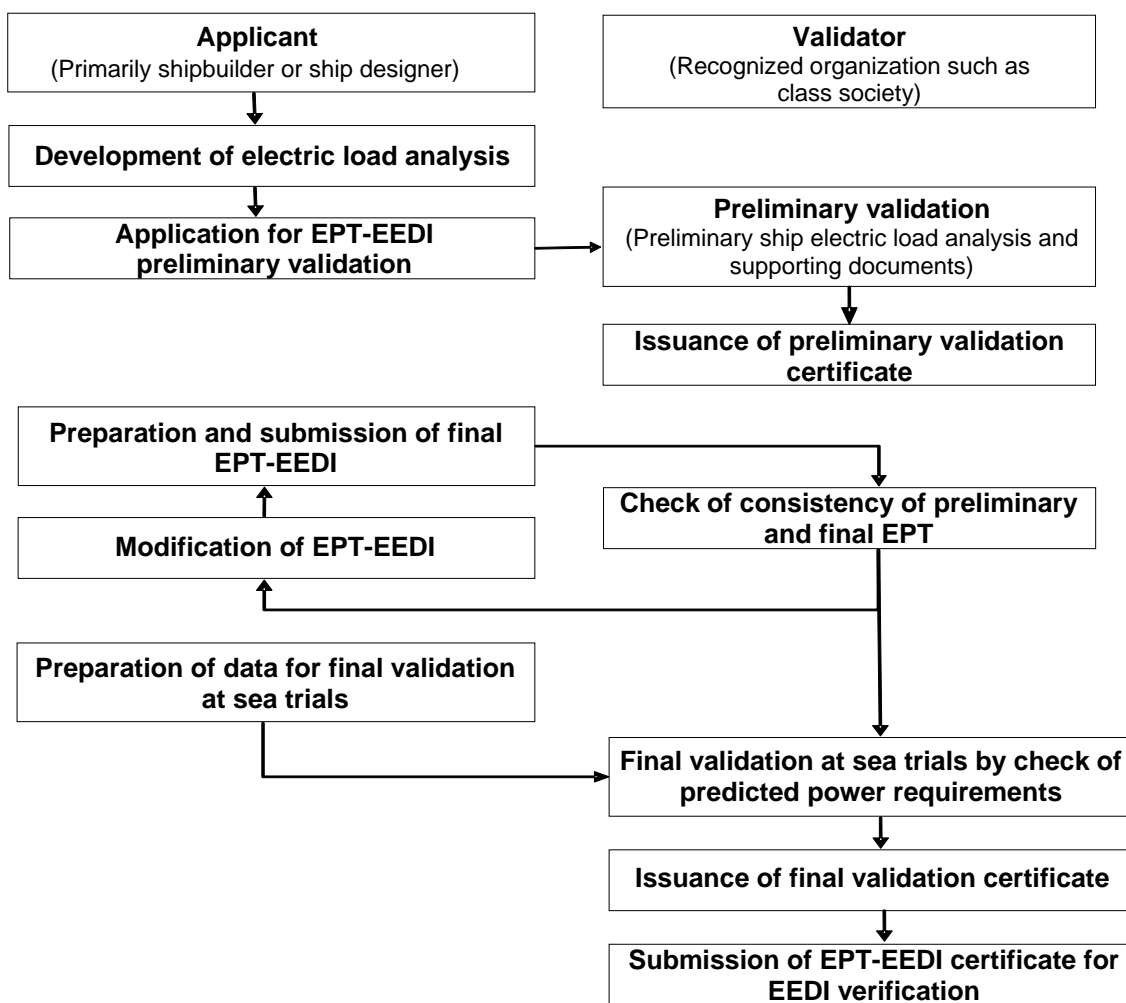 Applicant
(Primarily shipbuilder or ship designer)
Validator
(Recognized organization such as
class society)
Development of electric load analysis
Application for EPT-EEDI
preliminary validation
Preliminary validation
(Preliminary ship electric load analysis and
supporting documents)
Issuance of preliminary validation
certificate
Preparation and submission of final
EPT-EEDI
Check of consistency of preliminary
and final EPT
Modification of EPT-EEDI
Preparation of data for final validation
at sea trials
Final validation at sea trials by check of
predicted power requirements
Issuance of final validation certificate
Submission of EPT-EEDI certificate for
EEDI verification